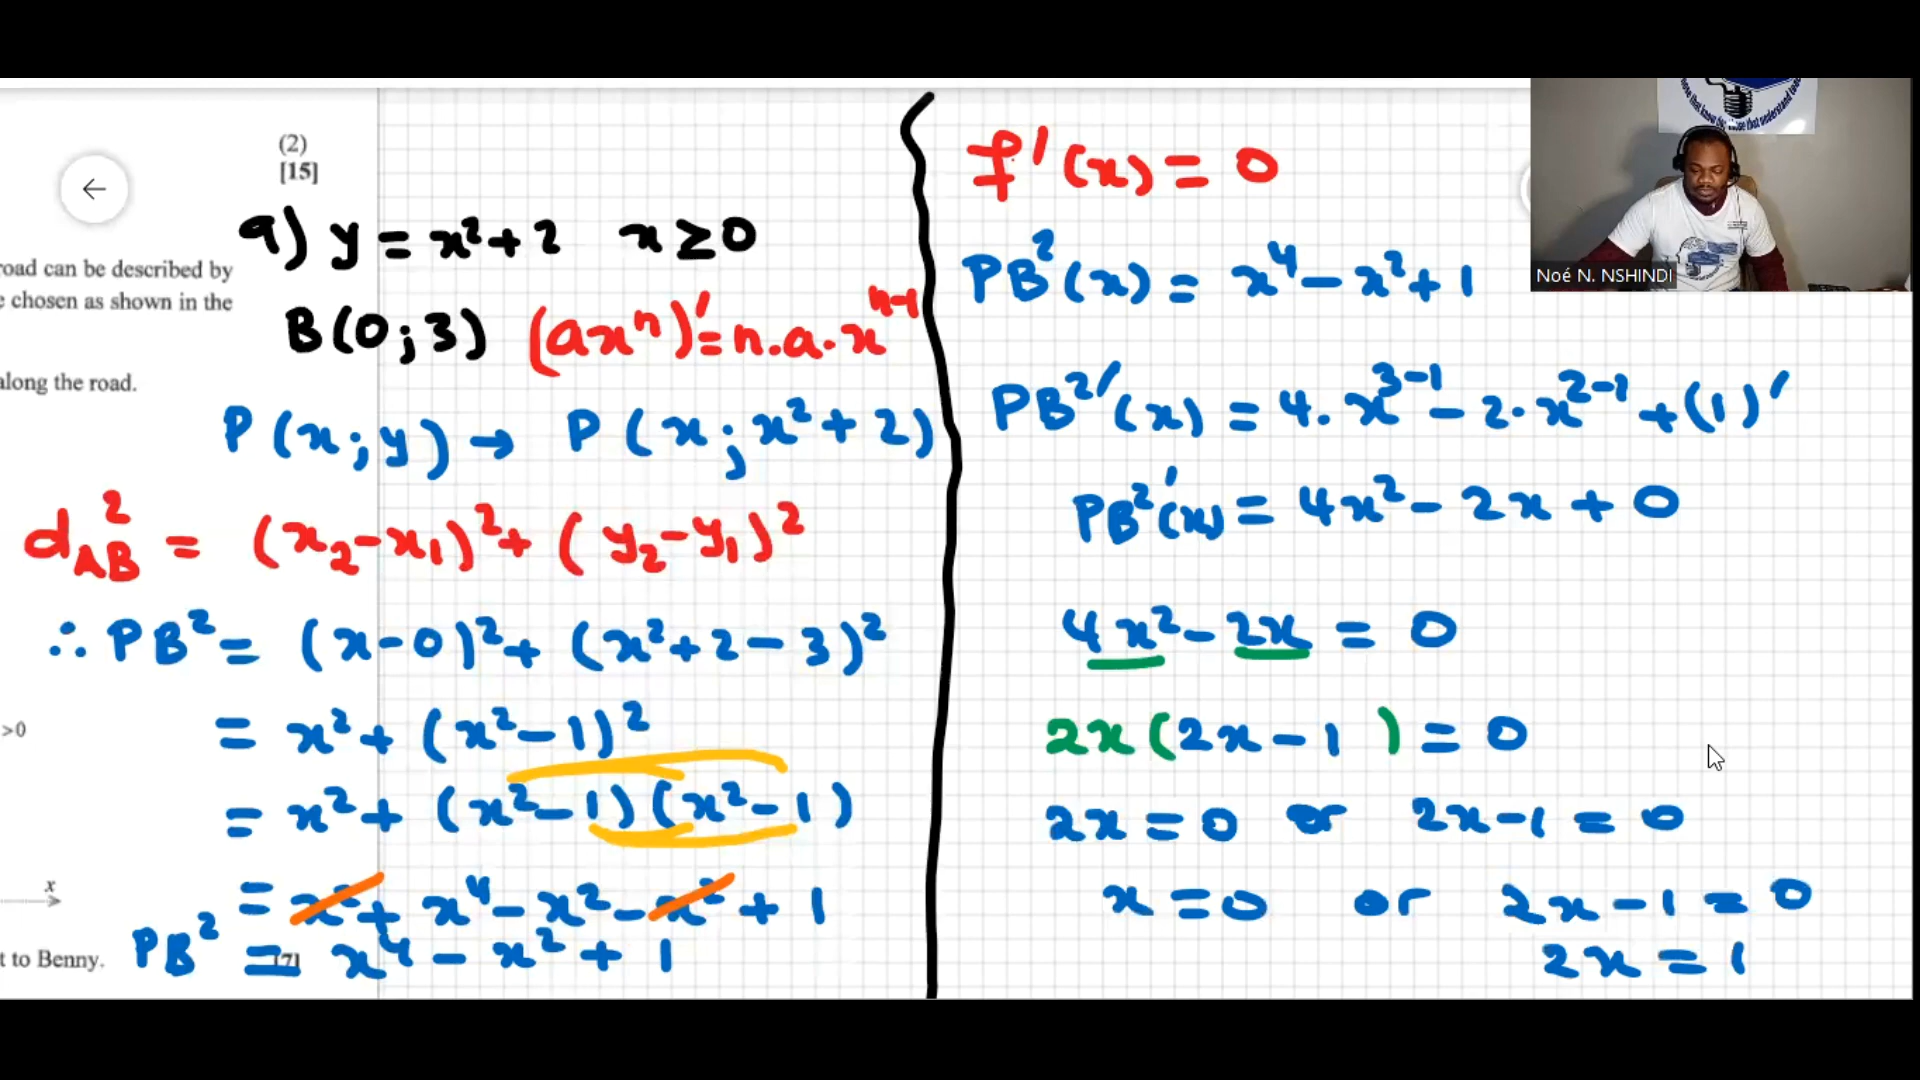 (2)
[15]
oad can be described by
e chosen as shown in the
along the road.
>0
x
t to Benny.
[7]
9) y = x²+2 x ≥ 0
B(0;3) (axⁿ)' = n.a.xⁿ⁻¹
P(x;y) → P(x;x²+2)
d²AB = (x₂-x₁)²+(y₂-y₁)²
∴ PB² = (x-0)²+(x²+2-3)²
= x²+(x²-1)²
= x²+(x²-1)(x²-1)
= x²+x⁴-x²-x²+1
PB² = x⁴-x²+1
f'(x) = 0
PB²(x) = x⁴-x²+1
PB²'(x) = 4.x³⁻¹-2.x²⁻¹+(1)'
PB²'(x) = 4x²-2x+0
4x²-2x = 0
2x(2x-1) = 0
2x = 0 or 2x-1 = 0
x = 0 or 2x-1 = 0
2x = 1
Noé N. NSHINDI